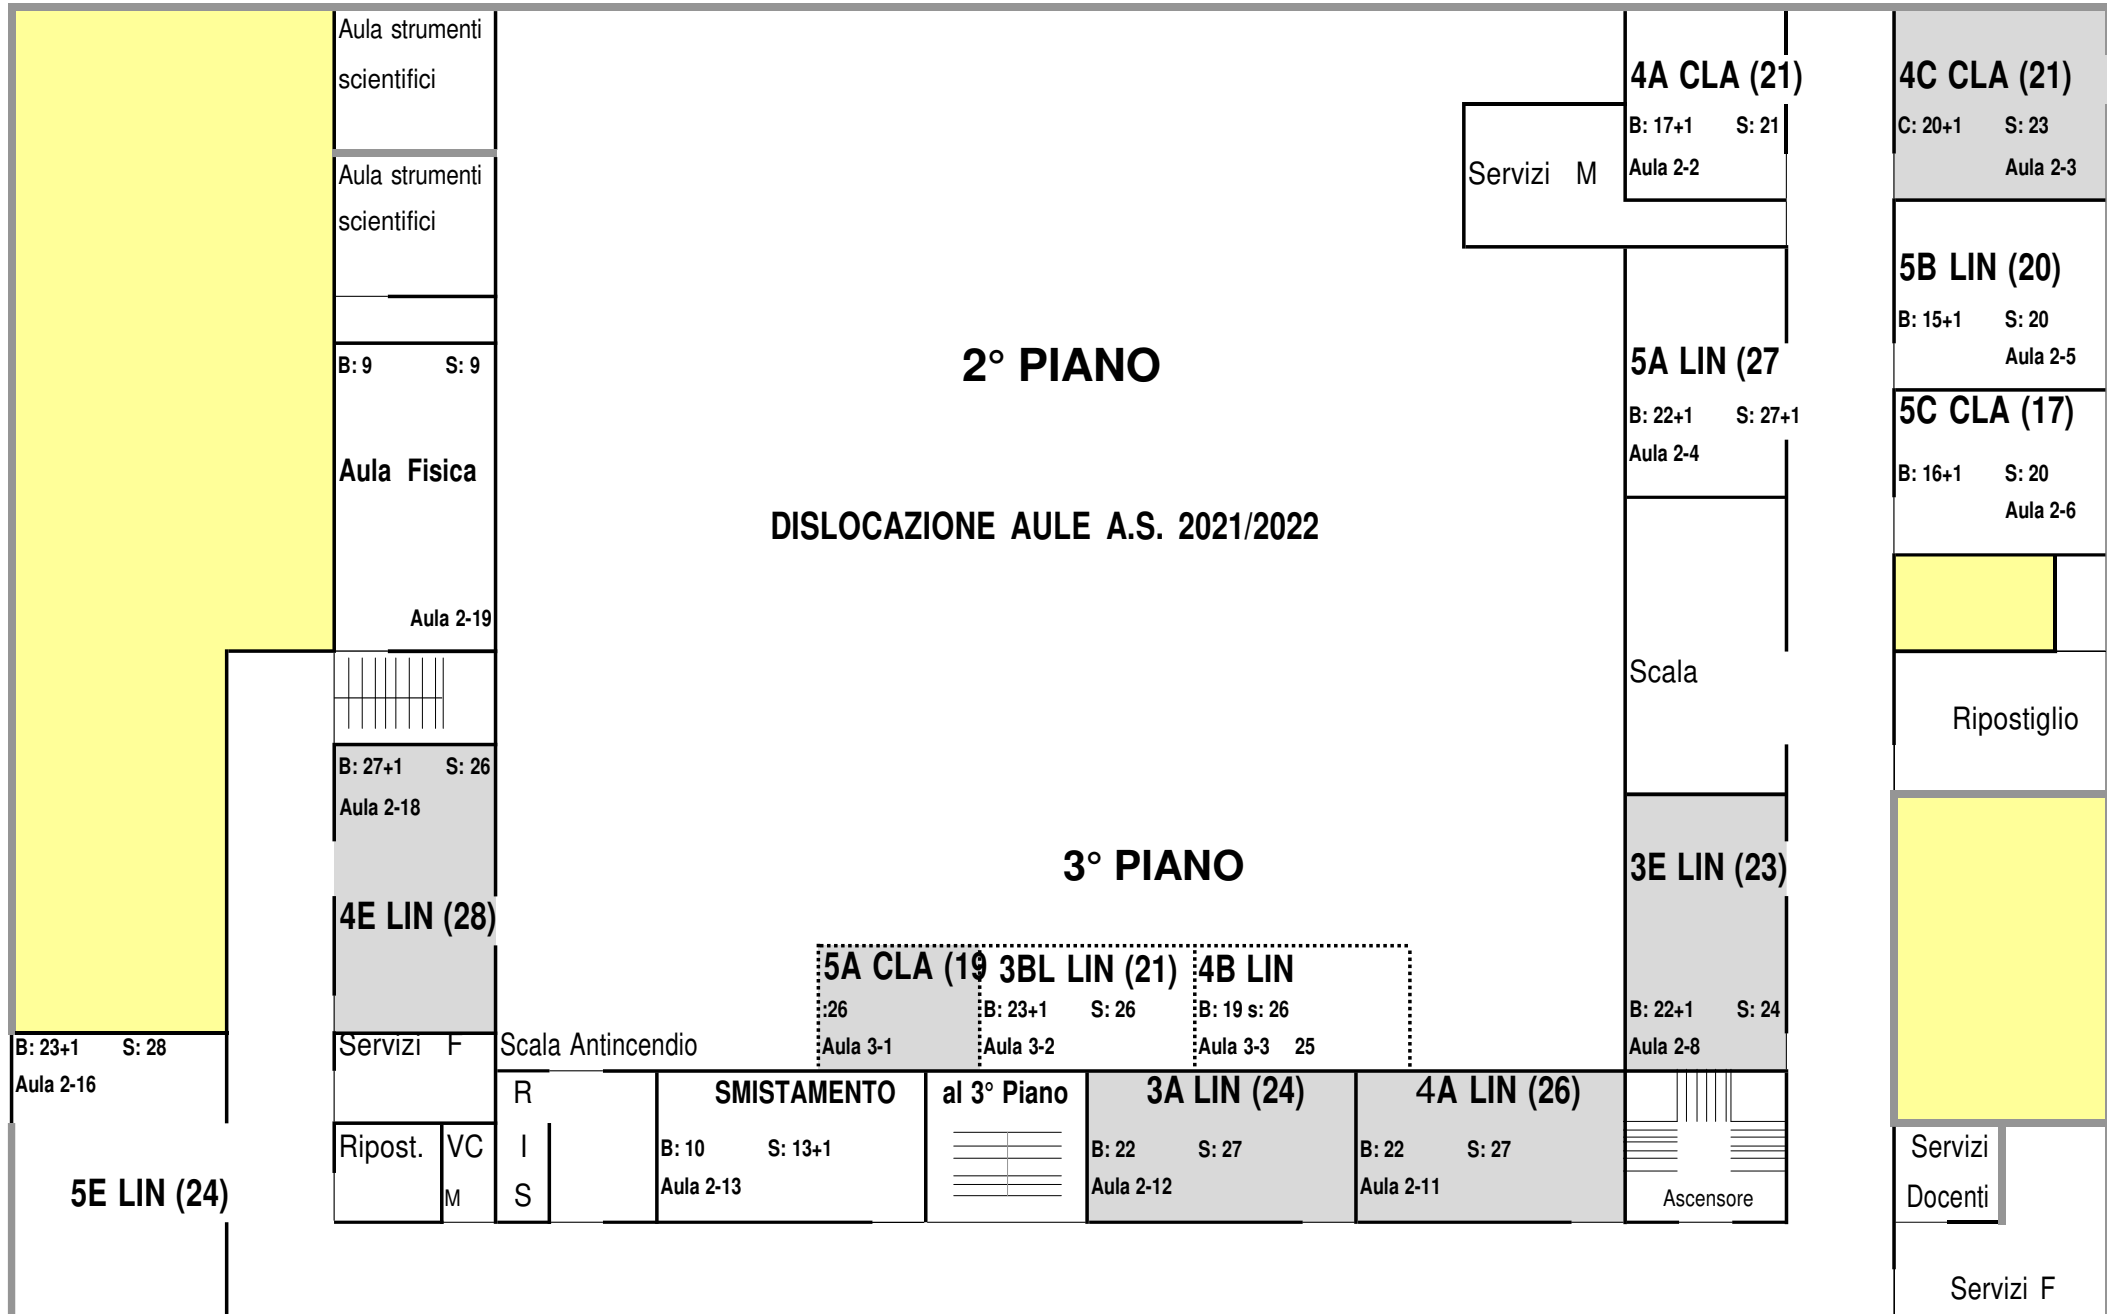 Aula strumenti
scientifici
Aula strumenti
scientifici
B: 9 S: 9
Aula Fisica
Aula 2-19
B: 27+1 S: 26
Aula 2-18
4E LIN (28)
Servizi F
Ripost.
VC
M
B: 23+1 S: 28
Aula 2-16
5E LIN (24)
2° PIANO
DISLOCAZIONE AULE A.S. 2021/2022
3° PIANO
5A CLA (19
:26
Aula 3-1
3BL LIN (21)
B: 23+1 S: 26
Aula 3-2
4B LIN
B: 19 s: 26
Aula 3-3 25
Scala Antincendio
R
I
S
SMISTAMENTO
B: 10 S: 13+1
Aula 2-13
al 3° Piano
3A LIN (24)
B: 22 S: 27
Aula 2-12
4A LIN (26)
B: 22 S: 27
Aula 2-11
Servizi M
4A CLA (21)
B: 17+1 S: 21
Aula 2-2
5A LIN (27
B: 22+1 S: 27+1
Aula 2-4
Scala
3E LIN (23)
B: 22+1 S: 24
Aula 2-8
Ascensore
4C CLA (21)
C: 20+1 S: 23
Aula 2-3
5B LIN (20)
B: 15+1 S: 20
Aula 2-5
5C CLA (17)
B: 16+1 S: 20
Aula 2-6
Ripostiglio
Servizi
Docenti
Servizi F